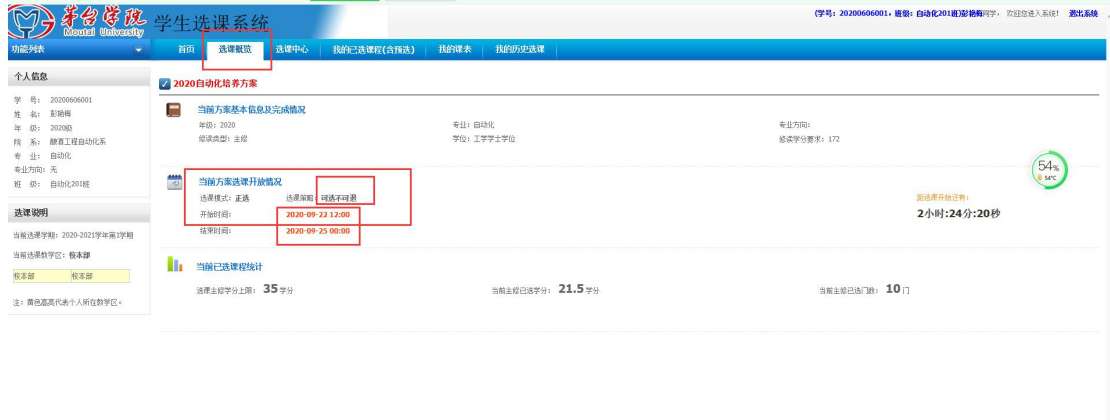 茅台学院
Moutai University
学生选课系统
(学号: 20200606001, 班级: 自动化201班)彭艳梅同学, 欢迎您进入系统! 退出系统
功能列表
首页 选课概览 选课中心 我的已选课程(含预选) 我的课表 我的历史选课
个人信息
学 号: 20200606001
姓 名: 彭艳梅
年 级: 2020级
院 系: 酿酒工程自动化系
专 业: 自动化
专业方向: 无
班 级: 自动化201班
选课说明
当前选课学期: 2020-2021学年第1学期
当前选课教学区: 校本部
校本部 校本部
注: 黄色高亮代表个人所在教学区。
2020自动化培养方案
当前方案基本信息及完成情况
年级: 2020 专业: 自动化 专业方向:
修读类型: 主修 学位: 工学学士学位 修读学分要求: 172
当前方案选课开放情况
选课模式: 正选 选课策略: 可选不可退
开始时间: 2020-09-22 12:00
结束时间: 2020-09-25 00:00
距选课开始还有:
2小时:24分:20秒
54%
54℃
当前已选课程统计
选课主修学分上限: 35 学分 当前主修已选学分: 21.5 学分 当前主修已选门数: 10 门